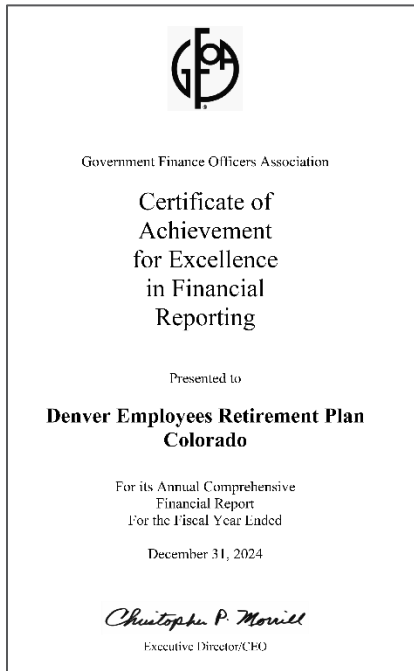 GFOA
Government Finance Officers Association
Certificate of
Achievement
for Excellence
in Financial
Reporting
Presented to
Denver Employees Retirement Plan
Colorado
For its Annual Comprehensive
Financial Report
For the Fiscal Year Ended
December 31, 2024
Christopher P. Morrill
Executive Director/CEO